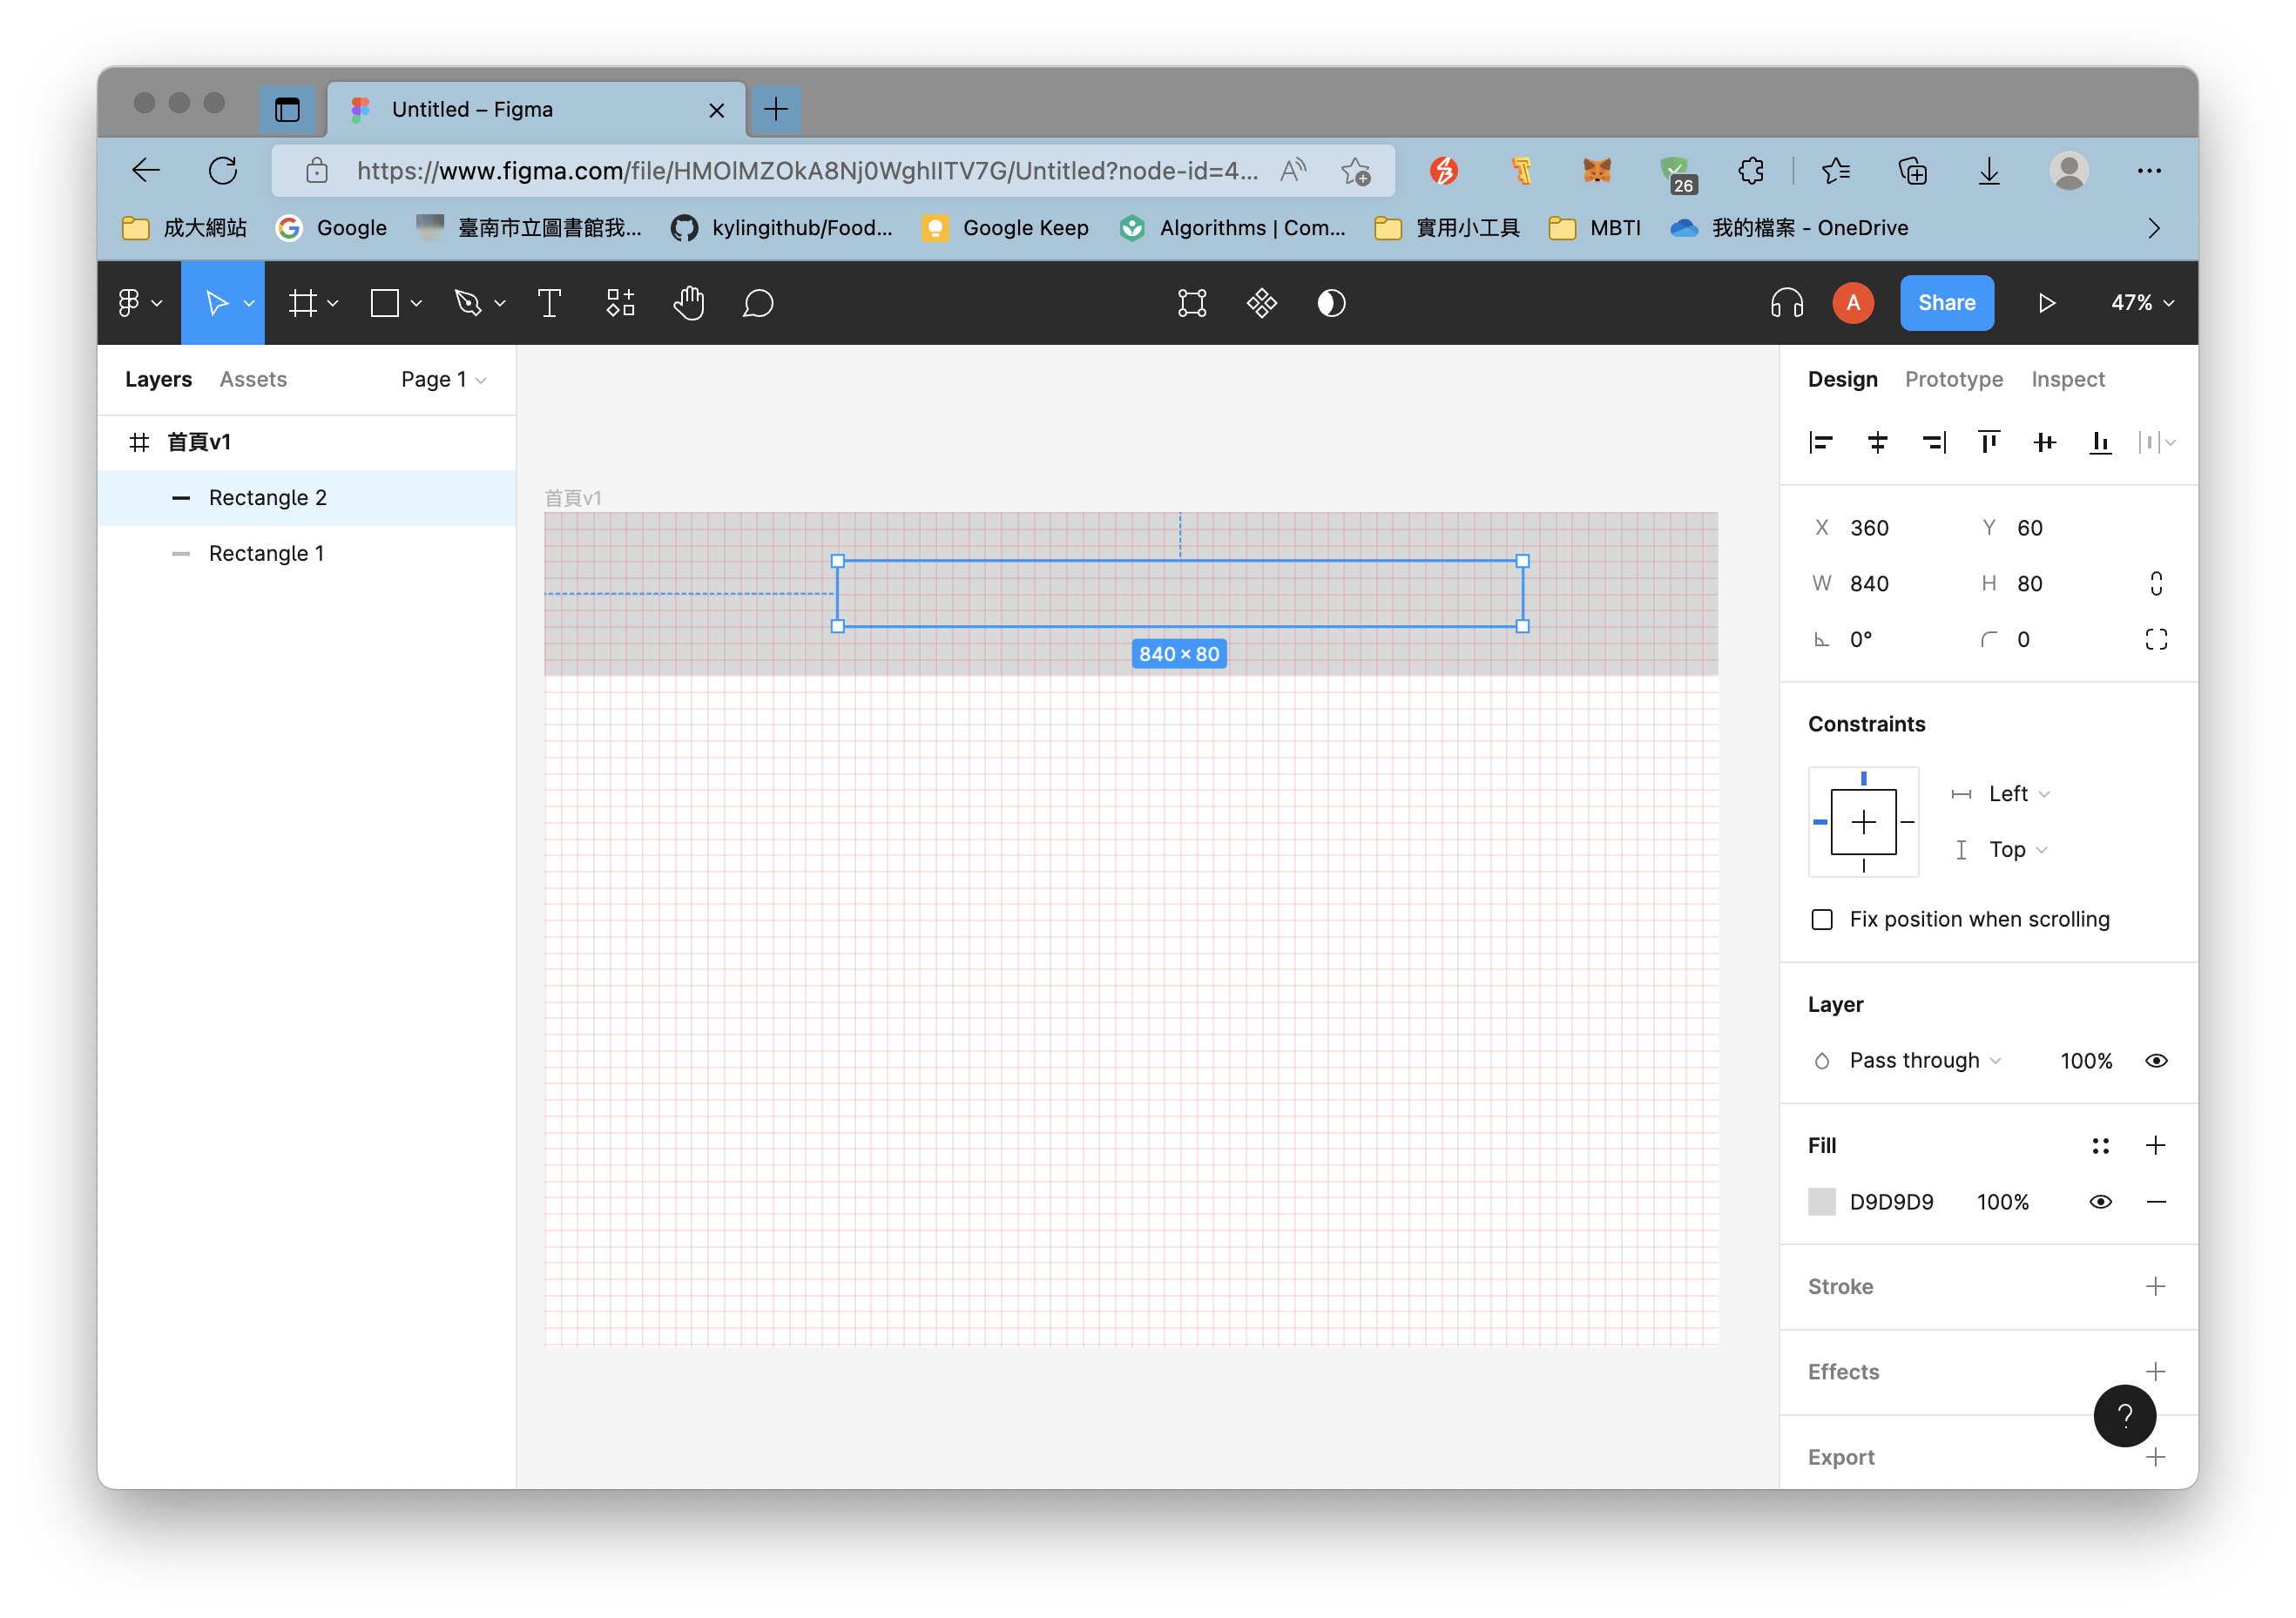 Untitled – Figma
https://www.figma.com/file/HMOlMZOkA8Nj0WghlITV7G/Untitled?node-id=4...
26
成大網站
Google
臺南市立圖書館我...
kylingithub/Food...
Google Keep
Algorithms | Com...
實用小工具
MBTI
我的檔案 - OneDrive
A
Share
47%
Layers
Assets
Page 1
首頁v1
Rectangle 2
Rectangle 1
首頁v1
840 × 80
Design
Prototype
Inspect
X 360
Y 60
W 840
H 80
0°
0
Constraints
Left
Top
Fix position when scrolling
Layer
Pass through
100%
Fill
D9D9D9
100%
Stroke
Effects
?
Export